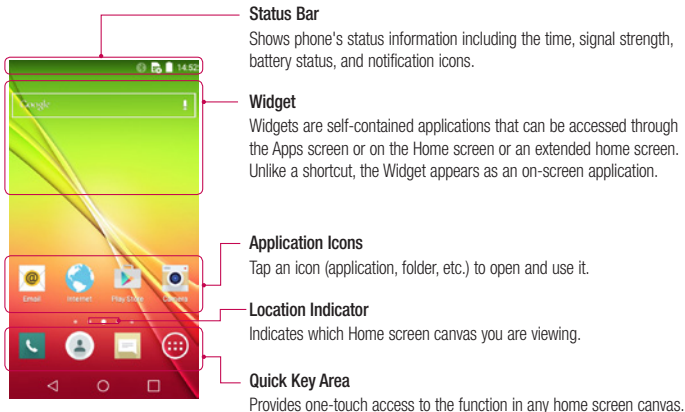 Status Bar
Shows phone's status information including the time, signal strength,
battery status, and notification icons.
14:52
Google
Widget
Widgets are self-contained applications that can be accessed through
the Apps screen or on the Home screen or an extended home screen.
Unlike a shortcut, the Widget appears as an on-screen application.
Application Icons
Tap an icon (application, folder, etc.) to open and use it.
Email Internet Play Store Camera
Location Indicator
Indicates which Home screen canvas you are viewing.
Quick Key Area
Provides one-touch access to the function in any home screen canvas.